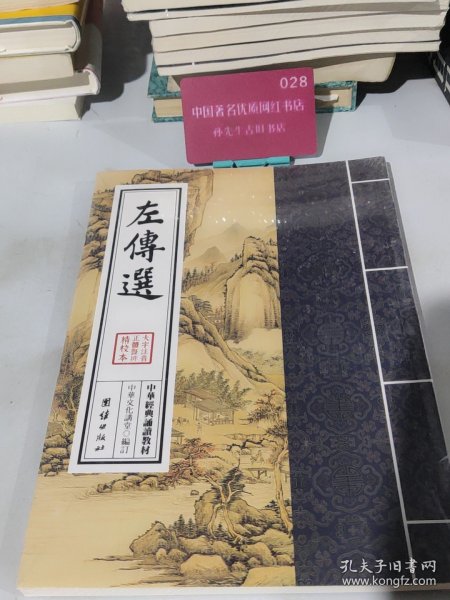 028
中国著名优质网红书店
孙先生古旧书店
左傳選
大字注音
正體豎排
精校本
中華經典誦讀教材
中華文化講堂◎編訂
團結出版社
孔夫子旧书网
www.kongfz.com